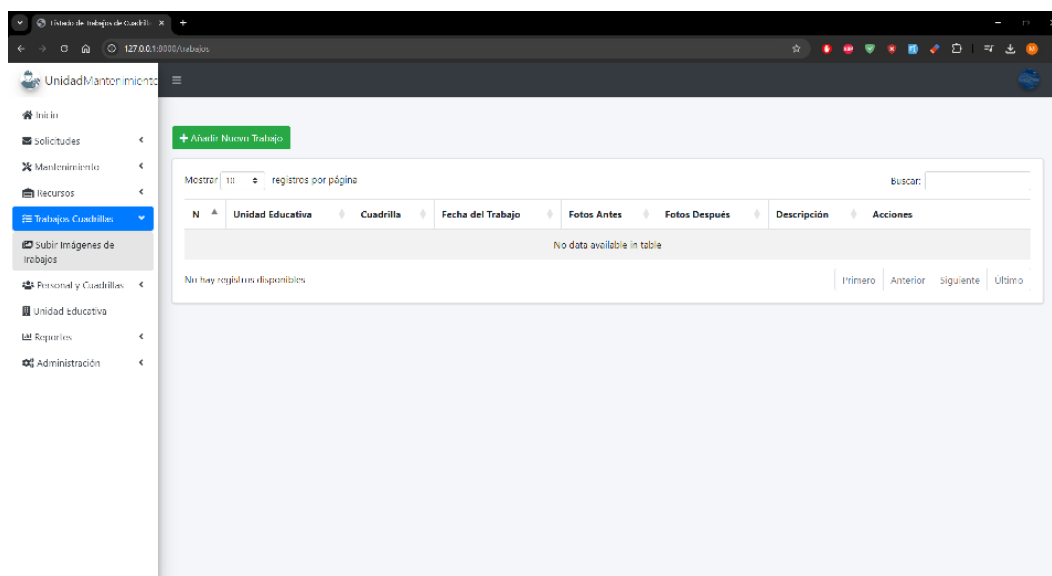 Listado de Trabajos de Cuadrill
127.0.0.1:8000/trabajos
UnidadMantenimiento
Inicio
Solicitudes
Mantenimiento
Recursos
Trabajos Cuadrillas
Subir Imágenes de
Trabajos
Personal y Cuadrillas
Unidad Educativa
Reportes
Administración
+ Añadir Nuevo Trabajo
Mostrar 10 registros por página
Buscar:
N Unidad Educativa Cuadrilla Fecha del Trabajo Fotos Antes Fotos Después Descripción Acciones
No data available in table
No hay registros disponibles
Primero Anterior Siguiente Último